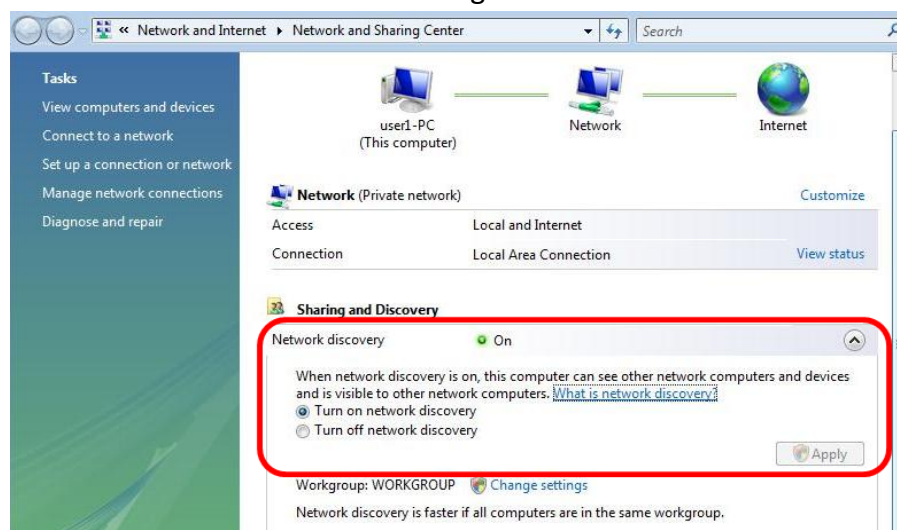 « Network and Internet ▸ Network and Sharing Center
Search
Tasks
View computers and devices
Connect to a network
Set up a connection or network
Manage network connections
Diagnose and repair
user1-PC
(This computer)
Network
Internet
Network (Private network)
Customize
Access
Local and Internet
Connection
Local Area Connection
View status
Sharing and Discovery
Network discovery
On
When network discovery is on, this computer can see other network computers and devices
and is visible to other network computers. What is network discovery?
Turn on network discovery
Turn off network discovery
Apply
Workgroup: WORKGROUP
Change settings
Network discovery is faster if all computers are in the same workgroup.